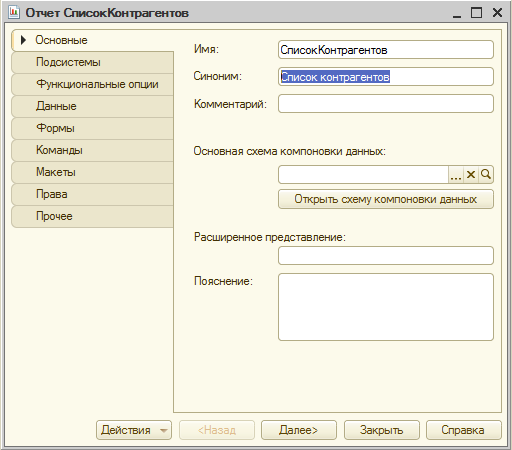 Отчет СписокКонтрагентов
Основные
Подсистемы
Функциональные опции
Данные
Формы
Команды
Макеты
Права
Прочее
Имя: СписокКонтрагентов
Синоним: Список контрагентов
Комментарий:
Основная схема компоновки данных:
...
Открыть схему компоновки данных
Расширенное представление:
Пояснение:
Действия <Назад Далее> Закрыть Справка